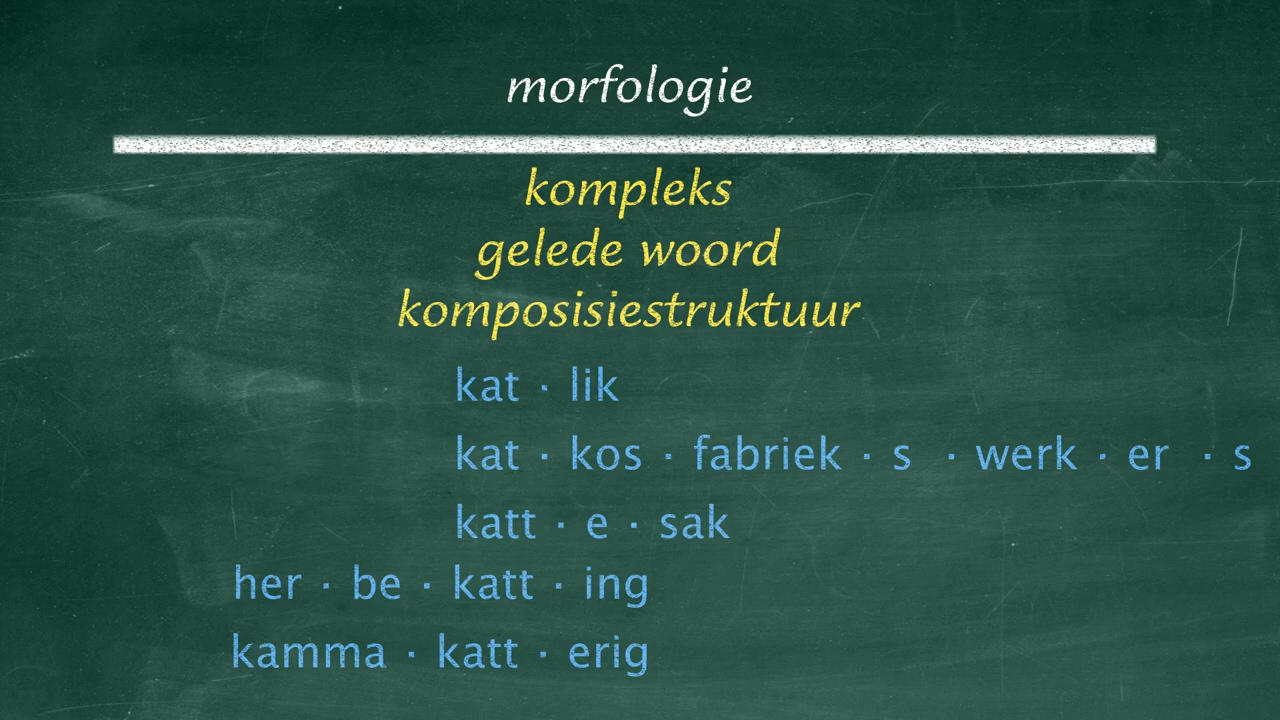 morfologie
kompleks
gelede woord
komposisiestruktuur
kat · lik
kat · kos · fabriek · s · werk · er · s
katt · e · sak
her · be · katt · ing
kamma · katt · erig